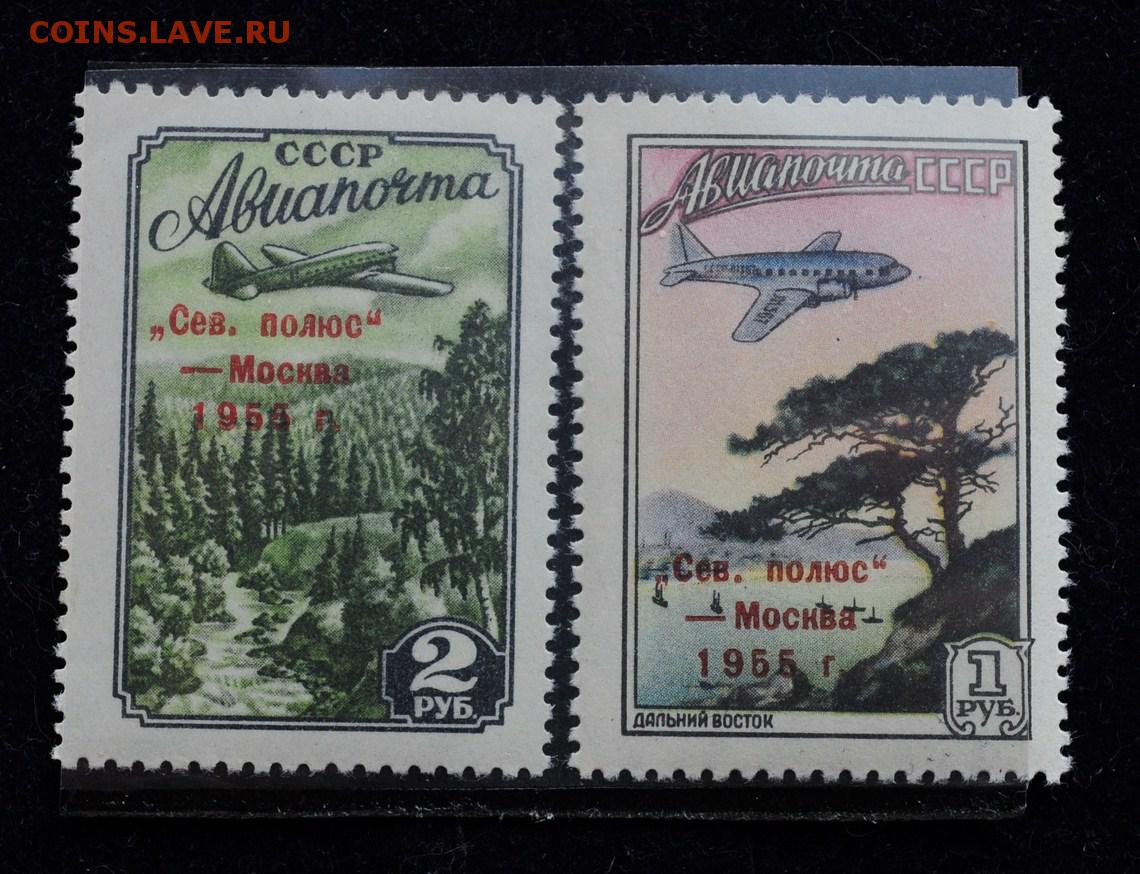 COINS.LAVE.RU
СССР
Авиапочта
„Сев. полюс“
—Москва
1955 г.
2
РУБ.
Авиапочта СССР
„Сев. полюс“
—Москва
1955 г.
ДАЛЬНИЙ ВОСТОК
1
РУБ.